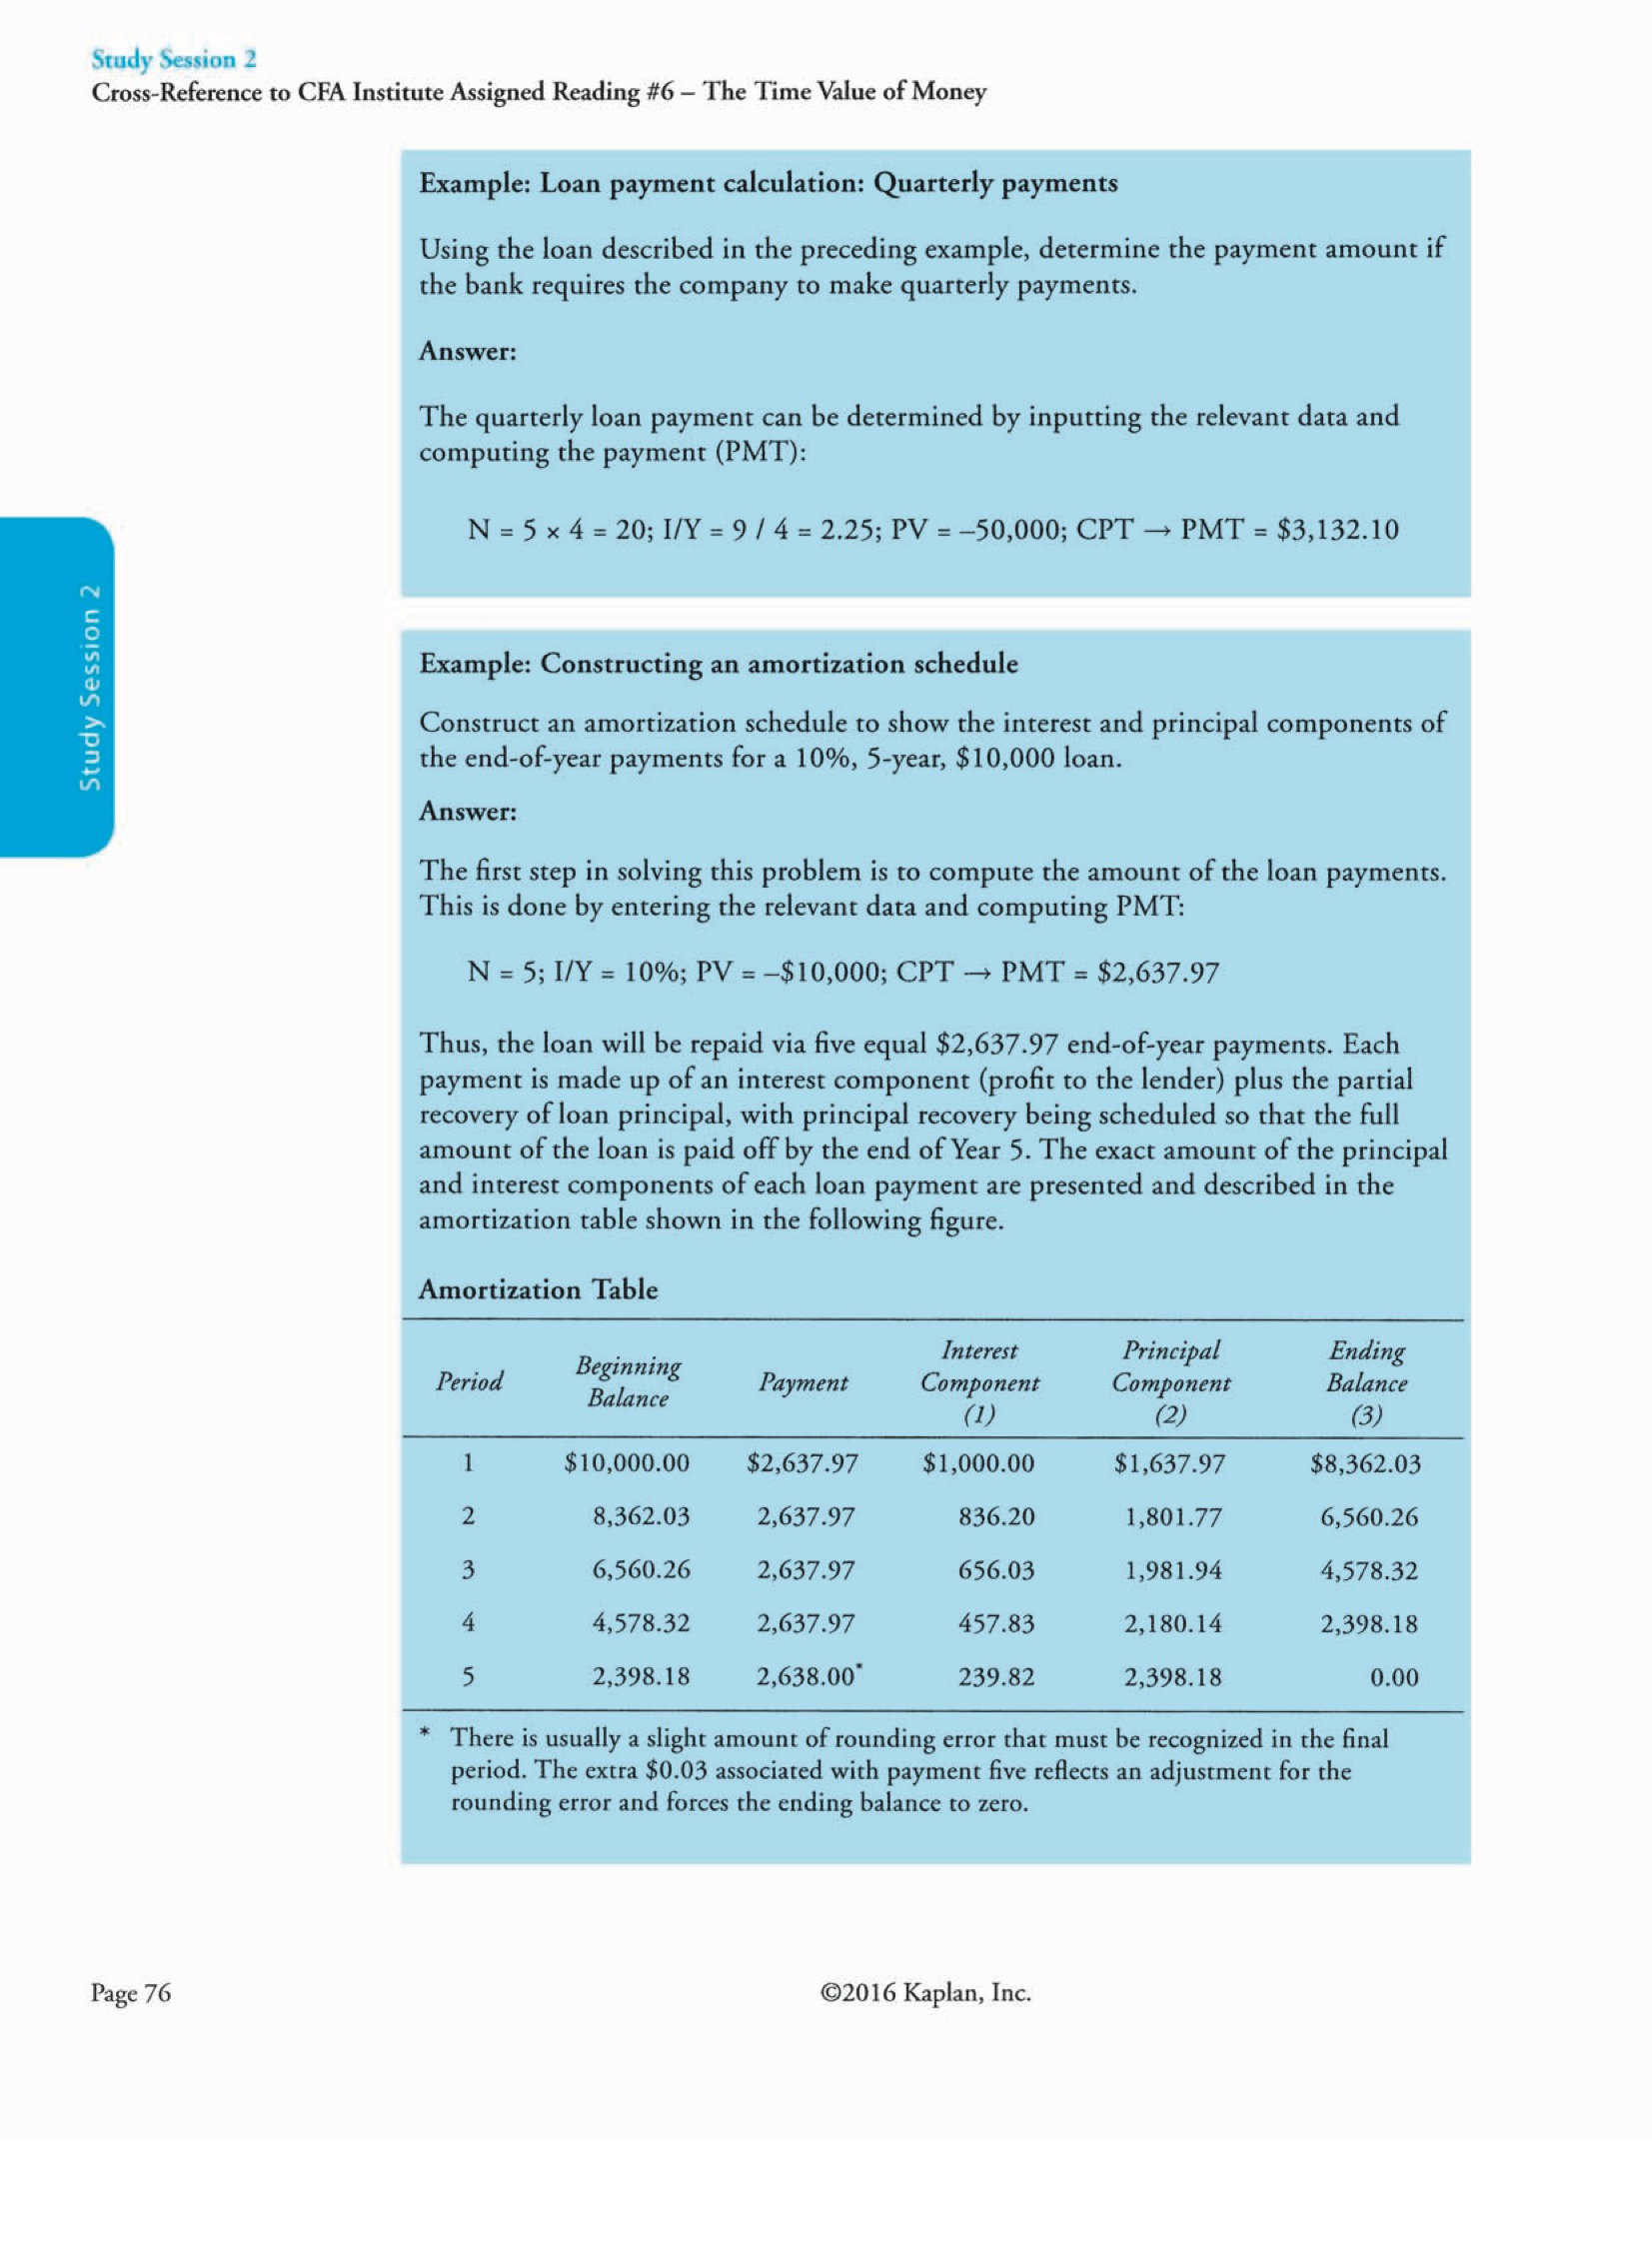 Study Session 2
Cross-Reference to CFA Institute Assigned Reading #6 – The Time Value of Money
Example: Loan payment calculation: Quarterly payments
Using the loan described in the preceding example, determine the payment amount if
the bank requires the company to make quarterly payments.
Answer:
The quarterly loan payment can be determined by inputting the relevant data and
computing the payment (PMT):
N = 5 × 4 = 20; I/Y = 9 / 4 = 2.25; PV = –50,000; CPT → PMT = $3,132.10
Study Session 2
Example: Constructing an amortization schedule
Construct an amortization schedule to show the interest and principal components of
the end-of-year payments for a 10%, 5-year, $10,000 loan.
Answer:
The first step in solving this problem is to compute the amount of the loan payments.
This is done by entering the relevant data and computing PMT:
N = 5; I/Y = 10%; PV = –$10,000; CPT → PMT = $2,637.97
Thus, the loan will be repaid via five equal $2,637.97 end-of-year payments. Each
payment is made up of an interest component (profit to the lender) plus the partial
recovery of loan principal, with principal recovery being scheduled so that the full
amount of the loan is paid off by the end of Year 5. The exact amount of the principal
and interest components of each loan payment are presented and described in the
amortization table shown in the following figure.
Amortization Table
Period Beginning Balance Payment Interest Component (1) Principal Component (2) Ending Balance (3)
1 $10,000.00 $2,637.97 $1,000.00 $1,637.97 $8,362.03
2 8,362.03 2,637.97 836.20 1,801.77 6,560.26
3 6,560.26 2,637.97 656.03 1,981.94 4,578.32
4 4,578.32 2,637.97 457.83 2,180.14 2,398.18
5 2,398.18 2,638.00* 239.82 2,398.18 0.00
* There is usually a slight amount of rounding error that must be recognized in the final
period. The extra $0.03 associated with payment five reflects an adjustment for the
rounding error and forces the ending balance to zero.
Page 76
©2016 Kaplan, Inc.